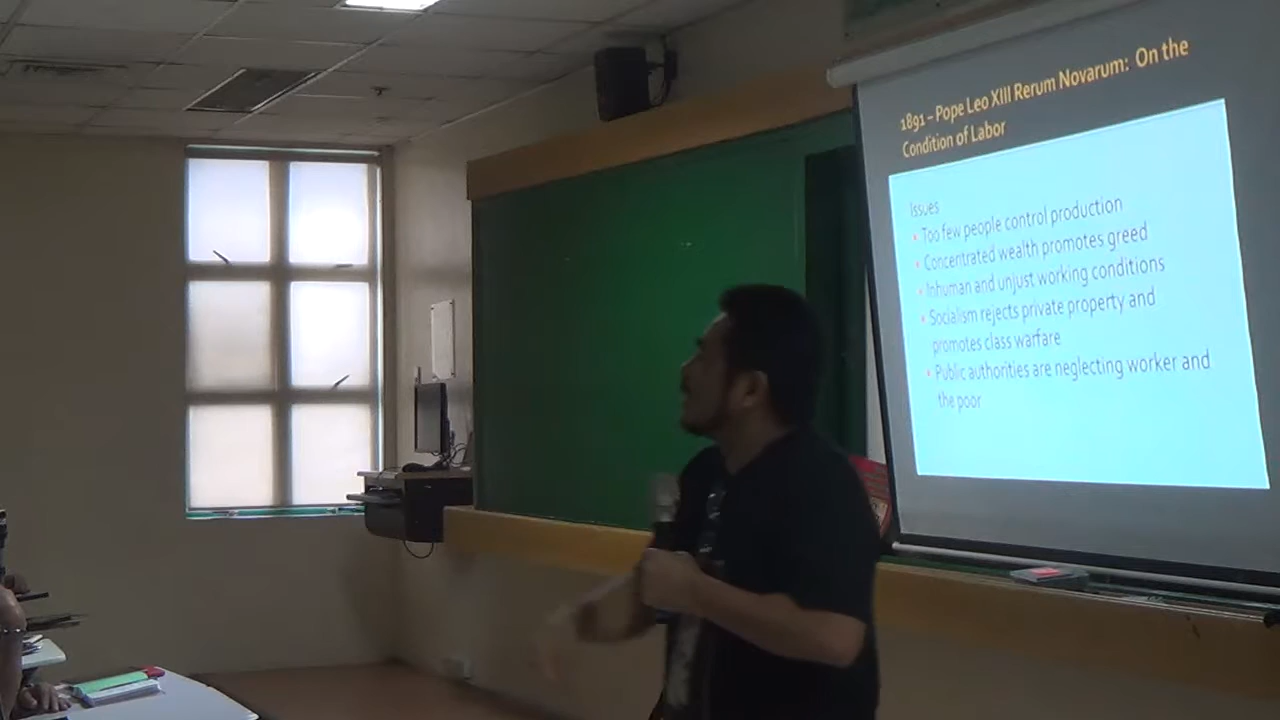 1891 – Pope Leo XIII Rerum Novarum: On the
Condition of Labor
Issues
• Too few people control production
• Concentrated wealth promotes greed
• Inhuman and unjust working conditions
• Socialism rejects private property and
promotes class warfare
• Public authorities are neglecting worker and
the poor